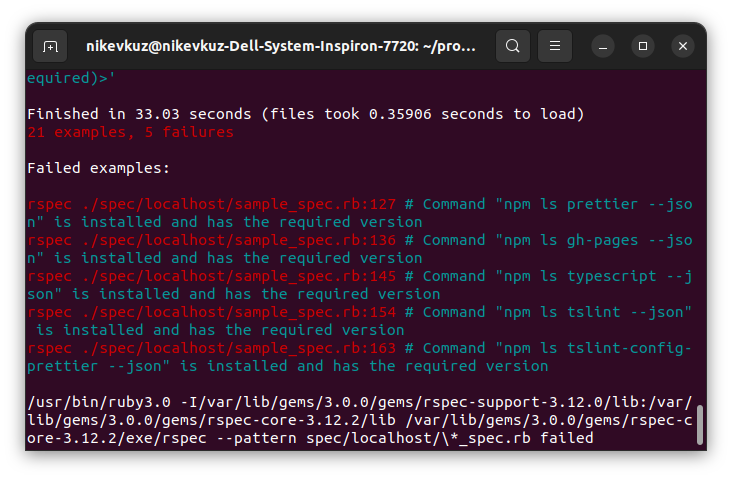 nikevkuz@nikevkuz-Dell-System-Inspiron-7720: ~/pro...
equired)>'
Finished in 33.03 seconds (files took 0.35906 seconds to load)
21 examples, 5 failures
Failed examples:
rspec ./spec/localhost/sample_spec.rb:127 # Command "npm ls prettier --jso
n" is installed and has the required version
rspec ./spec/localhost/sample_spec.rb:136 # Command "npm ls gh-pages --jso
n" is installed and has the required version
rspec ./spec/localhost/sample_spec.rb:145 # Command "npm ls typescript --j
son" is installed and has the required version
rspec ./spec/localhost/sample_spec.rb:154 # Command "npm ls tslint --json"
 is installed and has the required version
rspec ./spec/localhost/sample_spec.rb:163 # Command "npm ls tslint-config-
prettier --json" is installed and has the required version
/usr/bin/ruby3.0 -I/var/lib/gems/3.0.0/gems/rspec-support-3.12.0/lib:/var/
lib/gems/3.0.0/gems/rspec-core-3.12.2/lib /var/lib/gems/3.0.0/gems/rspec-c
ore-3.12.2/exe/rspec --pattern spec/localhost/\*_spec.rb failed